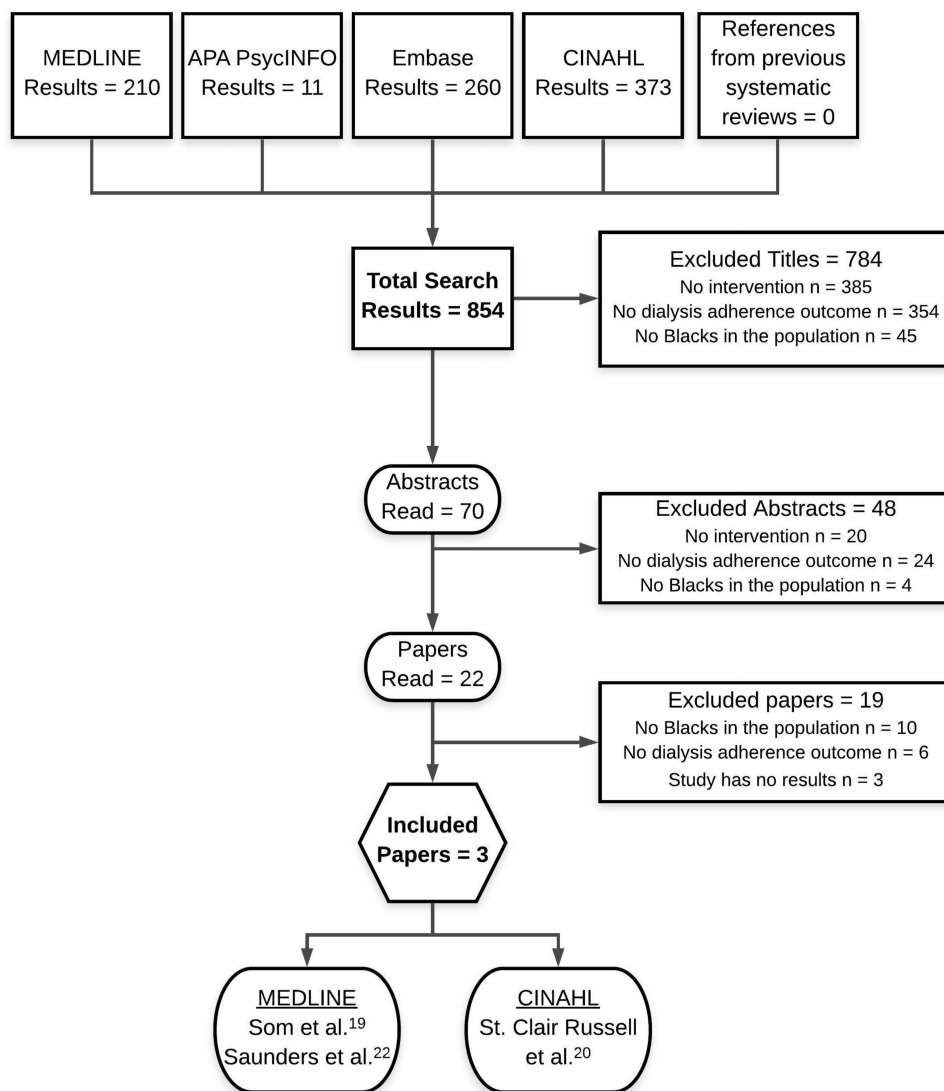 MEDLINE
Results = 210
APA PsycINFO
Results = 11
Embase
Results = 260
CINAHL
Results = 373
References
from previous
systematic
reviews = 0
Total Search
Results = 854
Excluded Titles = 784
No intervention n = 385
No dialysis adherence outcome n = 354
No Blacks in the population n = 45
Abstracts
Read = 70
Excluded Abstracts = 48
No intervention n = 20
No dialysis adherence outcome n = 24
No Blacks in the population n = 4
Papers
Read = 22
Excluded papers = 19
No Blacks in the population n = 10
No dialysis adherence outcome n = 6
Study has no results n = 3
Included
Papers = 3
MEDLINE
Som et al.¹⁹
Saunders et al.²²
CINAHL
St. Clair Russell
et al.²⁰